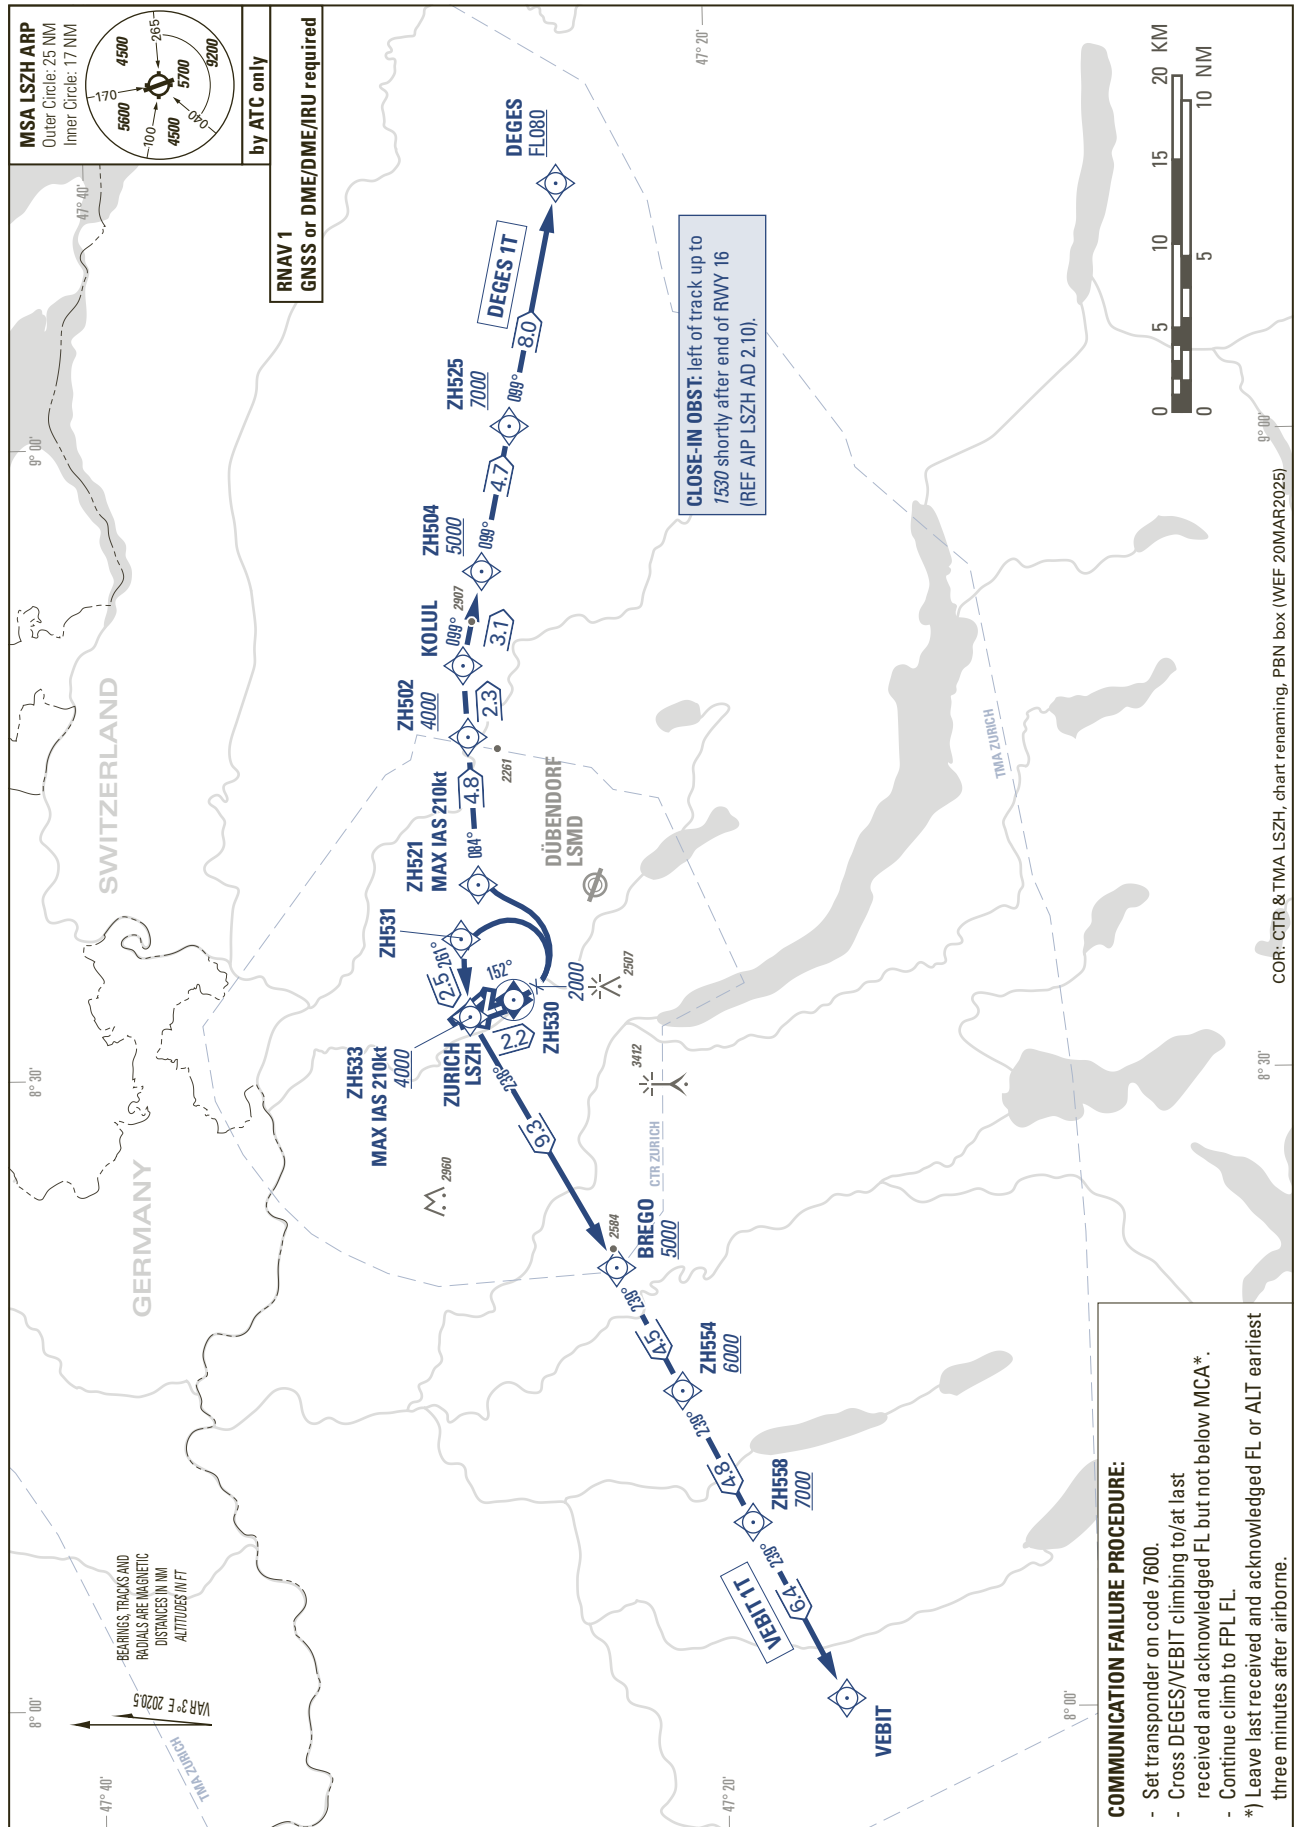 MSA LSZH ARP
Outer Circle: 25 NM
Inner Circle: 17 NM
170
265
100
040
5600
4500
4500
5700
9200
by ATC only
RNAV 1
GNSS or DME/DME/IRU required
BEARINGS, TRACKS AND
RADIALS ARE MAGNETIC
DISTANCES IN NM
ALTITUDES IN FT
VAR 3° E 2020.5
TMA ZURICH
8° 00'
8° 30'
9° 00'
47° 40'
47° 40'
GERMANY
SWITZERLAND
2960
ZH533
MAX IAS 210kt
4000
ZURICH
LSZH
ZH531
2.5
261°
152°
2.2
ZH530
2000
2507
3412
CTR ZURICH
ZH521
MAX IAS 210kt
084°
4.8
ZH502
4000
2261
2.3
KOLUL
099°
2907
3.1
ZH504
5000
099°
4.7
ZH525
7000
099°
8.0
DEGES 1T
DEGES
FL080
DÜBENDORF
LSMD
238°
9.3
2584
BREGO
5000
239°
4.5
ZH554
6000
239°
4.8
ZH558
7000
239°
6.4
VEBIT 1T
VEBIT
CLOSE-IN OBST: left of track up to
1530 shortly after end of RWY 16
(REF AIP LSZH AD 2.10).
TMA ZURICH
47° 20'
47° 20'
8° 00'
8° 30'
9° 00'
0 5 10 15 20 KM
0 5 10 NM
COMMUNICATION FAILURE PROCEDURE:
- Set transponder on code 7600.
- Cross DEGES/VEBIT climbing to/at last
received and acknowledged FL but not below MCA*.
- Continue climb to FPL FL.
*) Leave last received and acknowledged FL or ALT earliest
three minutes after airborne.
COR: CTR & TMA LSZH, chart renaming, PBN box (WEF 20MAR2025)